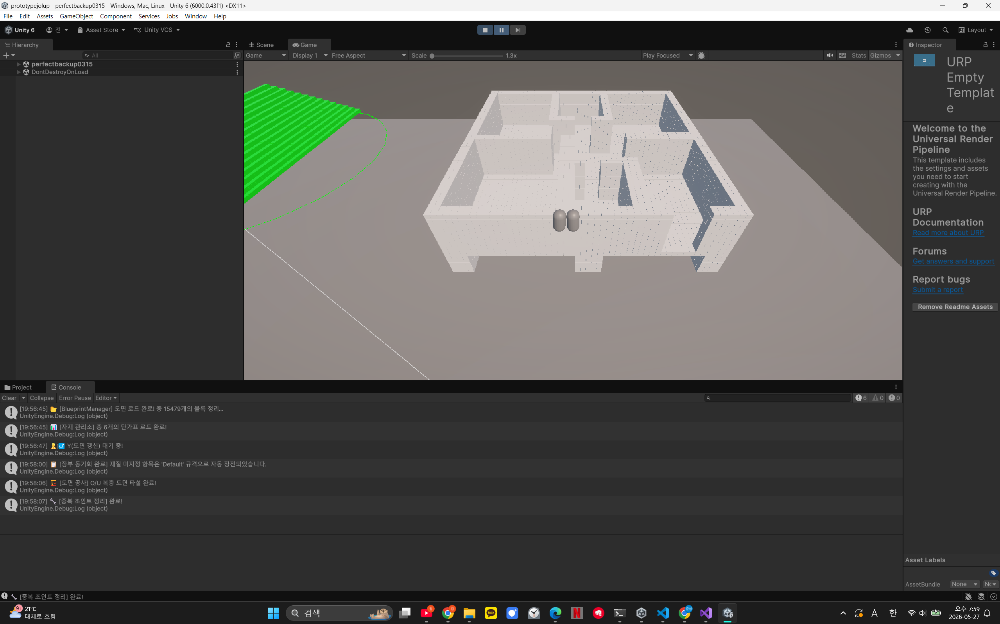 prototypejolup - perfectbackup0315 - Windows, Mac, Linux - Unity 6 (6000.0.43f1) <DX11>
File Edit Assets GameObject Component Services Jobs Window Help
Unity 6 전 Asset Store Unity VCS Layout
Hierarchy
All
perfectbackup0315
DontDestroyOnLoad
Scene Game
Game Display 1 Free Aspect Scale 1.3x Play Focused Stats Gizmos
Inspector
URP
Empty
Templat
e
Welcome to the
Universal Render
Pipeline
This template includes
the settings and assets
you need to start
creating with the
Universal Render Pipeline.
URP
Documentation
Read more about URP
Forums
Get answers and support
Report bugs
Submit a report
Remove Readme Assets
Project Console
Clear Collapse Error Pause Editor 6 0 0
[19:56:45] 📂 [BlueprintManager] 도면 로드 완료! 총 15479개의 블록 정리...
UnityEngine.Debug:Log (object)
[19:56:45] 📊 [자재 관리소] 총 6개의 단가표 로드 완료!
UnityEngine.Debug:Log (object)
[19:56:47] Y(도면 갱신) 대기 중!
UnityEngine.Debug:Log (object)
[19:58:00] 📋 [장부 동기화 완료] 재질 미지정 항목은 'Default' 규격으로 자동 장전되었습니다.
UnityEngine.Debug:Log (object)
[19:58:06] 🏗 [도면 공사] O/U 복층 도면 타설 완료!
UnityEngine.Debug:Log (object)
[19:58:07] 🔧 [중복 조인트 정리] 완료!
UnityEngine.Debug:Log (object)
Asset Labels
AssetBundle None Nc
🔧 [중복 조인트 정리] 완료!
9+
21°C
대체로 흐림
검색
TALK
N
A 한
오후 7:59
2026-05-27